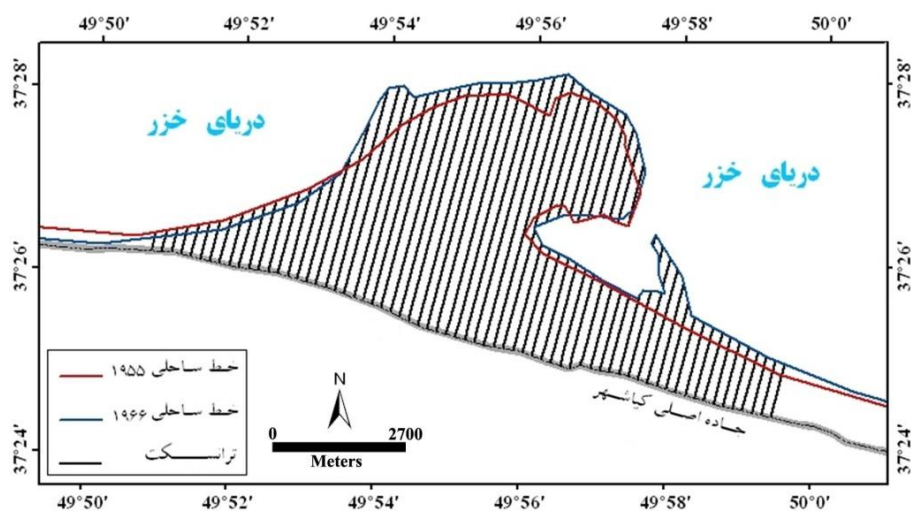 49°50′ 49°52′ 49°54′ 49°56′ 49°58′ 50°0′
37°28′ 37°28′
دریای خزر
دریای خزر
37°26′ 37°26′
خط ساحلی ۱۹۵۵
خط ساحلی ۱۹۶۶
ترانسکت
N
0 2700
Meters
جاده اصلی کیاشهر
37°24′ 37°24′
49°50′ 49°52′ 49°54′ 49°56′ 49°58′ 50°0′